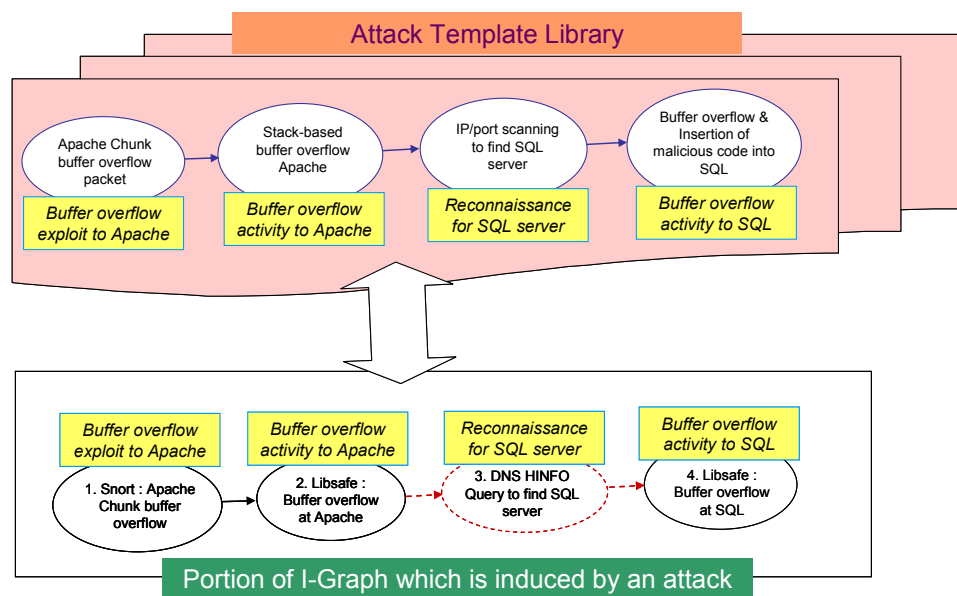 Attack Template Library
Apache Chunk
buffer overflow
packet
Stack-based
buffer overflow
Apache
IP/port scanning
to find SQL
server
Buffer overflow &
Insertion of
malicious code into
SQL
Buffer overflow
exploit to Apache
Buffer overflow
activity to Apache
Reconnaissance
for SQL server
Buffer overflow
activity to SQL
Buffer overflow
exploit to Apache
Buffer overflow
activity to Apache
Reconnaissance
for SQL server
Buffer overflow
activity to SQL
1. Snort : Apache
Chunk buffer
overflow
2. Libsafe :
Buffer overflow
at Apache
3. DNS HINFO
Query to find SQL
server
4. Libsafe :
Buffer overflow
at SQL
Portion of I-Graph which is induced by an attack